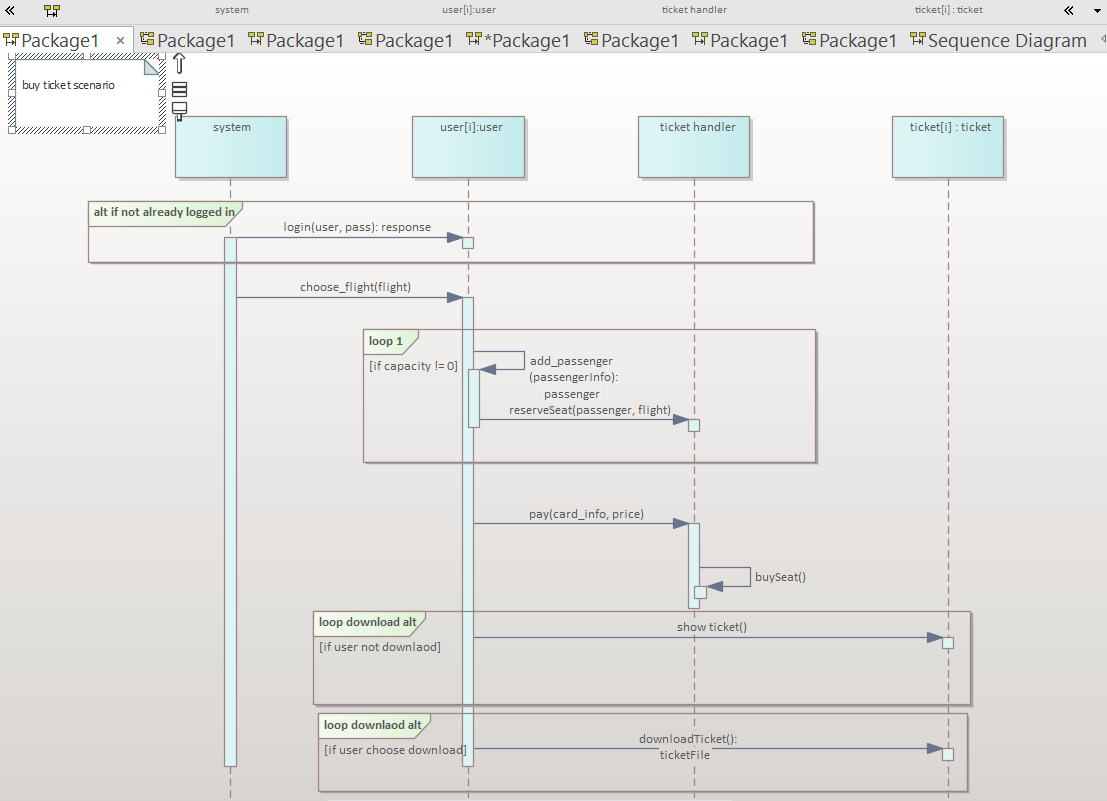 system user[i]:user ticket handler ticket[i] : ticket
Package1 × Package1 Package1 Package1 *Package1 Package1 Package1 Package1 Sequence Diagram
buy ticket scenario
system user[i]:user ticket handler ticket[i] : ticket
alt if not already logged in
login(user, pass): response
choose_flight(flight)
loop 1
[if capacity != 0]
add_passenger
(passengerInfo):
passenger
reserveSeat(passenger, flight)
pay(card_info, price)
buySeat()
loop download alt
show ticket()
[if user not downlaod]
loop downlaod alt
[if user choose download]
downloadTicket():
ticketFile